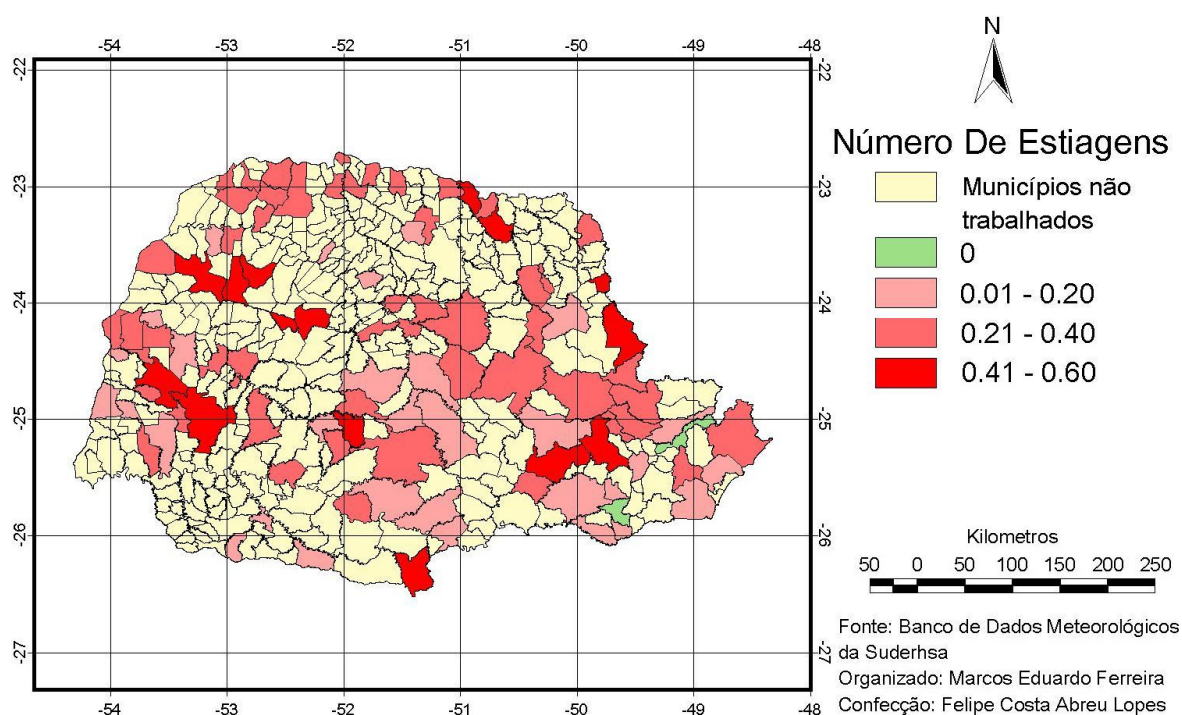 -54 -53 -52 -51 -50 -49 -48
N
-22 -22
Número De Estiagens
Municípios não
trabalhados
0
0.01 - 0.20
0.21 - 0.40
0.41 - 0.60
-23 -23
-24 -24
-25 -25
-26 -26
-27 -27
-54 -53 -52 -51 -50 -49 -48
Kilometros
50 0 50 100 150 200 250
Fonte: Banco de Dados Meteorológicos
da Suderhsa
Organizado: Marcos Eduardo Ferreira
Confecção: Felipe Costa Abreu Lopes